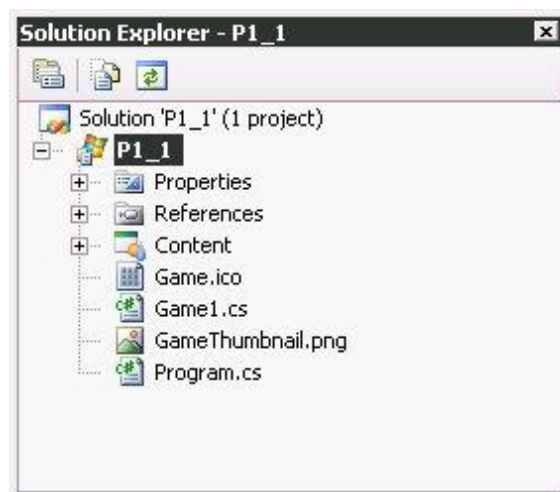 Solution Explorer - P1_1
Solution 'P1_1' (1 project)
P1_1
Properties
References
Content
Game.ico
Game1.cs
GameThumbnail.png
Program.cs